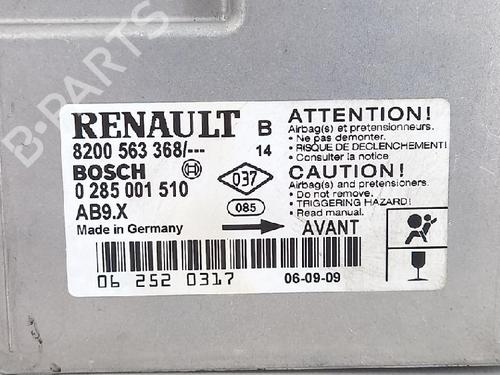 B-PARTS
RENAULT B
8200 563 368/--- 14
BOSCH
0 285 001 510
AB9.X
Made in Germany
037
085
AVANT
06 252 0317
06-09-09
ATTENTION!
Airbag(s) et pretensionneurs.
• Ne pas demonter.
• RISQUE DE DECLENCHEMENT!
• Consulter la notice
CAUTION!
Airbag(s) and pretensioners.
• Do not remove.
• TRIGGERING HAZARD!
• Read manual.